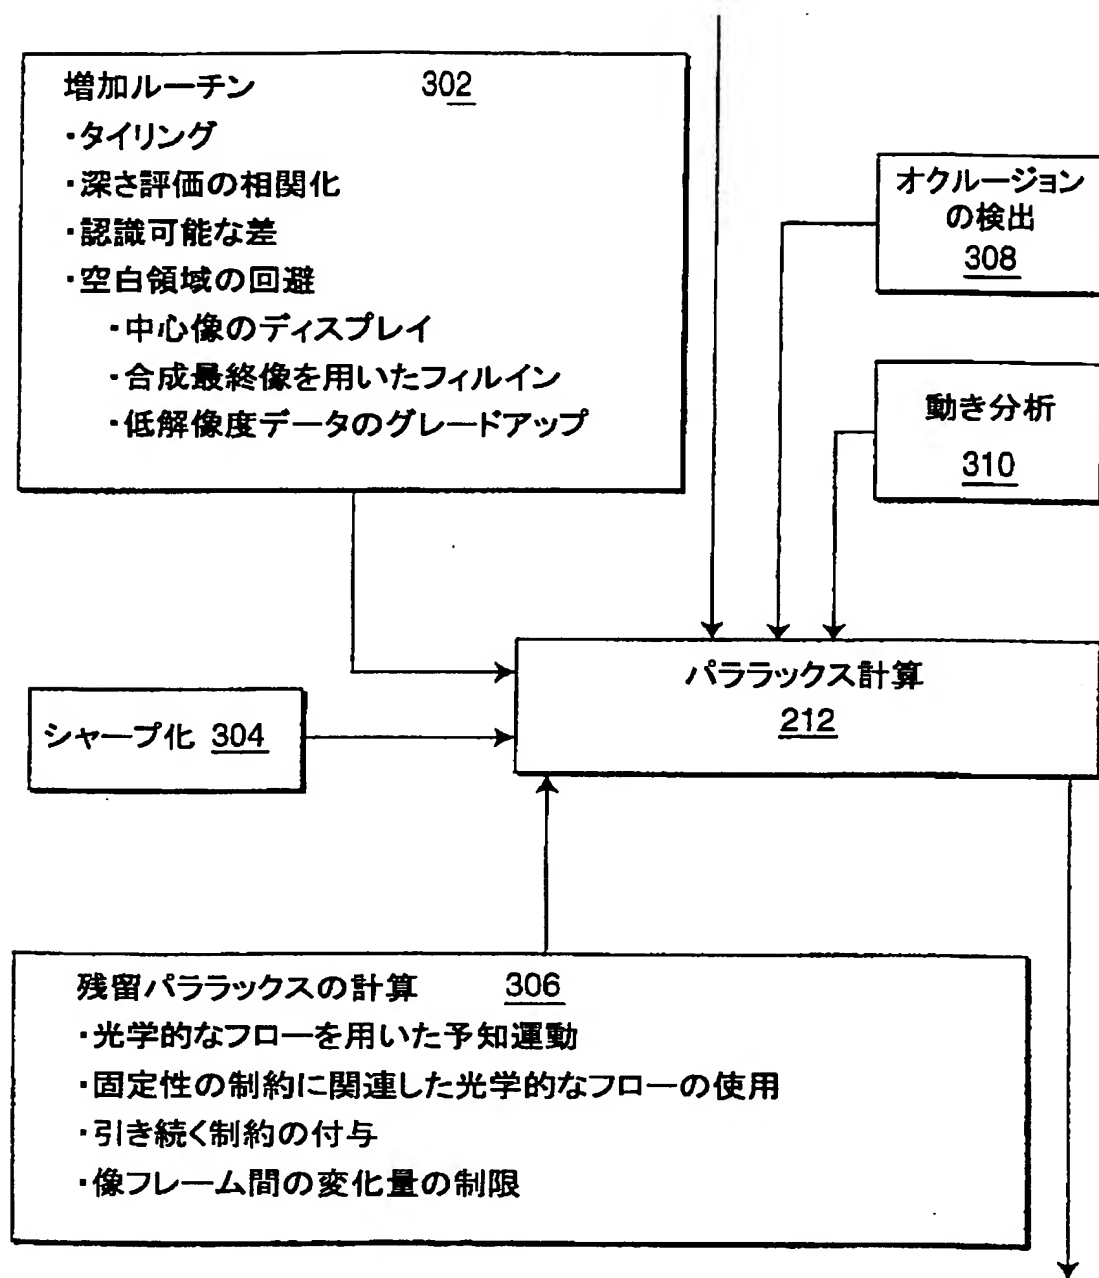 増加ルーチン 302
・タイリング
・深さ評価の相関化
・認識可能な差
・空白領域の回避
・中心像のディスプレイ
・合成最終像を用いたフィルイン
・低解像度データのグレードアップ
オクルージョン
の検出
308
動き分析
310
パララックス計算
212
シャープ化 304
残留パララックスの計算 306
・光学的なフローを用いた予知運動
・固定性の制約に関連した光学的なフローの使用
・引き続く制約の付与
・像フレーム間の変化量の制限